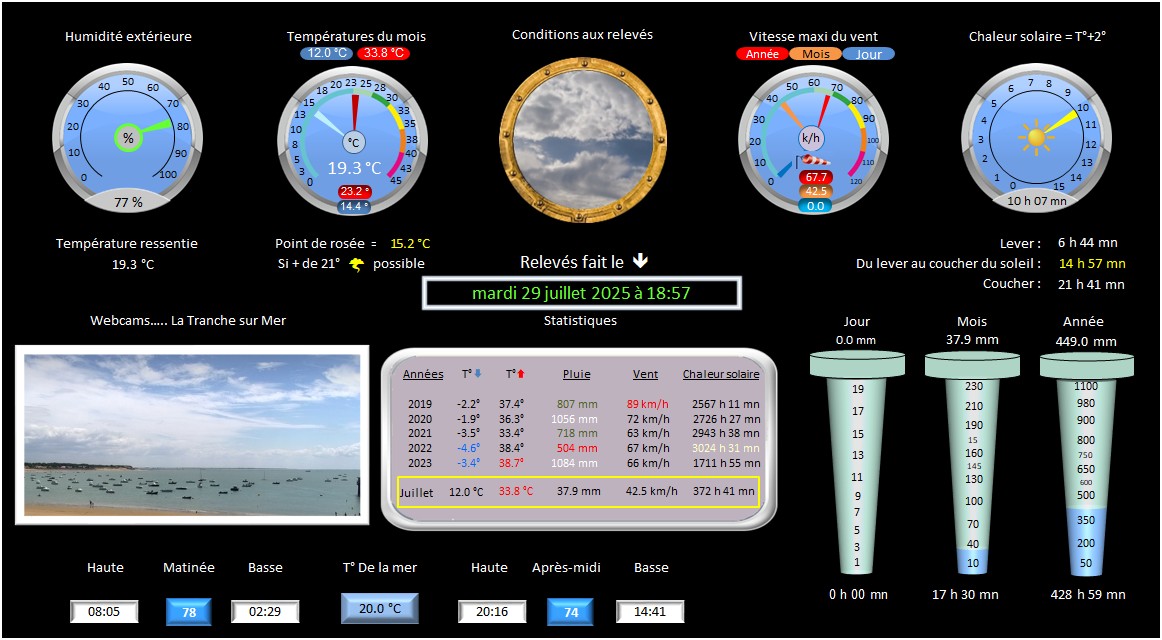 Humidité extérieure
Températures du mois
12.0 °C 33.8 °C
Conditions aux relevés
Vitesse maxi du vent
Année Mois Jour
Chaleur solaire = T°+2°
0 10 20 30 40 50 60 70 80 90 100
%
77 %
0 3 5 8 10 13 15 18 20 23 25 28 30 33 35 38 40 43 45
°C
19.3 °C
23.2 °
14.4 °
0 10 20 30 40 50 60 70 80 90 100 110 120
k/h
67.7
42.5
0.0
0 1 2 3 4 5 6 7 8 9 10 11 12 13 14 15
10 h 07 mn
Température ressentie
19.3 °C
Point de rosée = 15.2 °C
Si + de 21° possible
Relevés fait le
mardi 29 juillet 2025 à 18:57
Lever : 6 h 44 mn
Du lever au coucher du soleil : 14 h 57 mn
Coucher : 21 h 41 mn
Webcams..... La Tranche sur Mer
Statistiques
Années T° T° Pluie Vent Chaleur solaire
2019 -2.2° 37.4° 807 mm 89 km/h 2567 h 11 mn
2020 -1.9° 36.3° 1056 mm 72 km/h 2726 h 27 mn
2021 -3.5° 33.4° 718 mm 63 km/h 2943 h 38 mn
2022 -4.6° 38.4° 504 mm 67 km/h 3024 h 31 mn
2023 -3.4° 38.7° 1084 mm 66 km/h 1711 h 55 mn
Juillet 12.0 °C 33.8 °C 37.9 mm 42.5 km/h 372 h 41 mn
Jour
0.0 mm
19
17
15
13
11
9
7
5
3
1
0 h 00 mn
Mois
37.9 mm
230
210
190
15
160
145
130
100
70
40
10
17 h 30 mn
Année
449.0 mm
1100
980
900
800
750
650
600
500
350
200
50
428 h 59 mn
Haute Matinée Basse T° De la mer Haute Après-midi Basse
08:05 78 02:29 20.0 °C 20:16 74 14:41